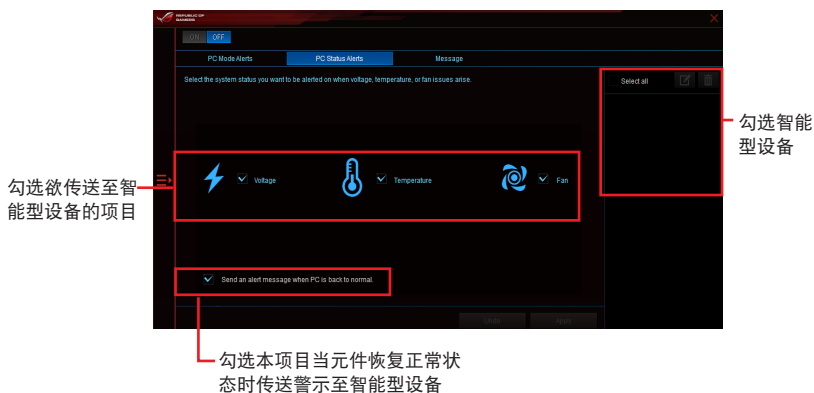 REPUBLIC OF
GAMERS
ON OFF
PC Mode Alerts PC Status Alerts Message
Select the system status you want to be alerted on when voltage, temperature, or fan issues arise.
Select all
勾选智能
型设备
Voltage Temperature Fan
勾选欲传送至智
能型设备的项目
Send an alert message when PC is back to normal.
Undo Apply
勾选本项目当元件恢复正常状
态时传送警示至智能型设备